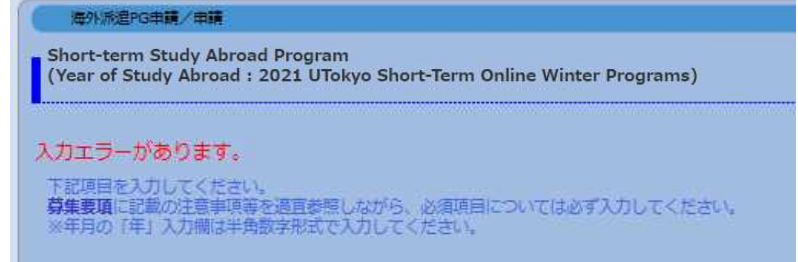 海外派遣PG申請／申請
Short-term Study Abroad Program
(Year of Study Abroad : 2021 UTokyo Short-Term Online Winter Programs)
入力エラーがあります。
下記項目を入力してください。
募集要項に記載の注意事項等を適宜参照しながら、必須項目については必ず入力してください。
※年月の「年」入力欄は半角数字形式で入力してください。